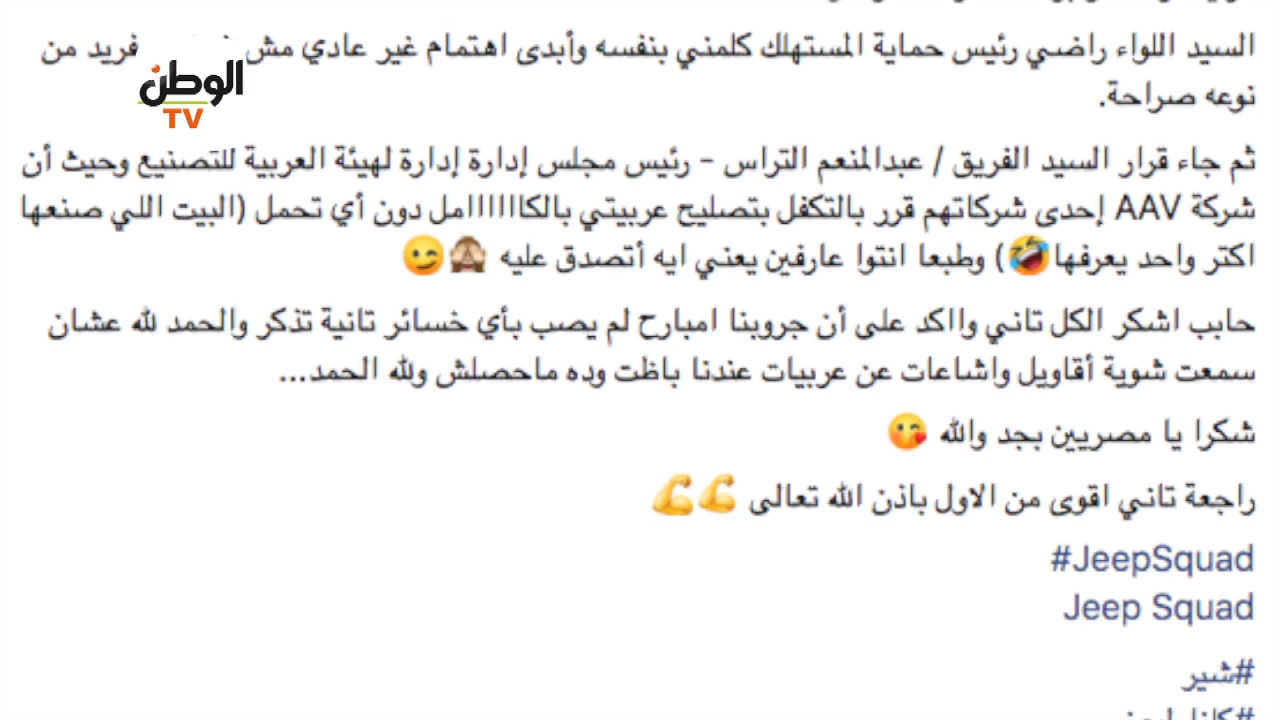 السيد اللواء راضي رئيس حماية المستهلك كلمني بنفسه وأبدى اهتمام غير عادي مش فريد من
نوعه صراحة.
الوطن
TV
ثم جاء قرار السيد الفريق / عبدالمنعم التراس - رئيس مجلس إدارة إدارة لهيئة العربية للتصنيع وحيث أن
شركة AAV إحدى شركاتهم قرر بالتكفل بتصليح عربيتي بالكاااااامل دون أي تحمل (البيت اللي صنعها
اكتر واحد يعرفها🤣) وطبعا انتوا عارفين يعني ايه أتصدق عليه 🙈😉
حابب اشكر الكل تاني وااكد على أن جروبنا امبارح لم يصب بأي خسائر تانية تذكر والحمد لله عشان
سمعت شوية أقاويل واشاعات عن عربيات عندنا باظت وده ماحصلش ولله الحمد...
شكرا يا مصريين بجد والله 😘
راجعة تاني اقوى من الاول باذن الله تعالى 💪💪
#JeepSquad
Jeep Squad
#شير